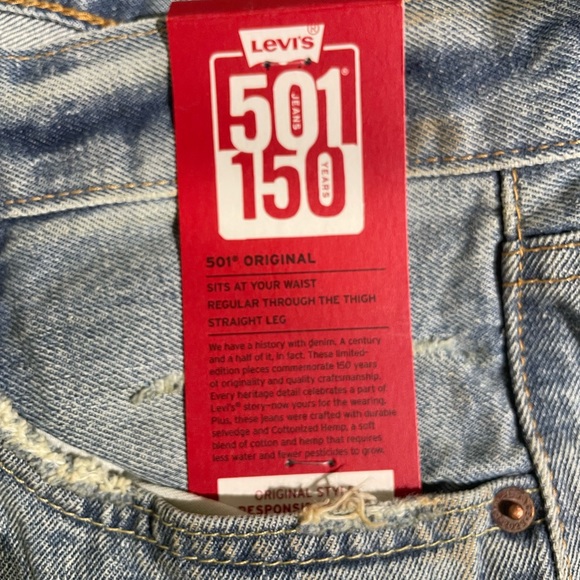 LEVI'S®
501®
JEANS
150
YEARS
501® ORIGINAL
SITS AT YOUR WAIST
REGULAR THROUGH THE THIGH
STRAIGHT LEG
We have a history with denim. A century
and a half of it, in fact. These limited-
edition pieces commemorate 150 years
of originality and quality craftsmanship.
Every heritage detail celebrates a part of
Levi's® story—now yours for the wearing.
Plus, these jeans were crafted with durable
selvedge and Cottonized Hemp, a soft
blend of cotton and hemp that requires
less water and fewer pesticides to grow.
ORIGINAL